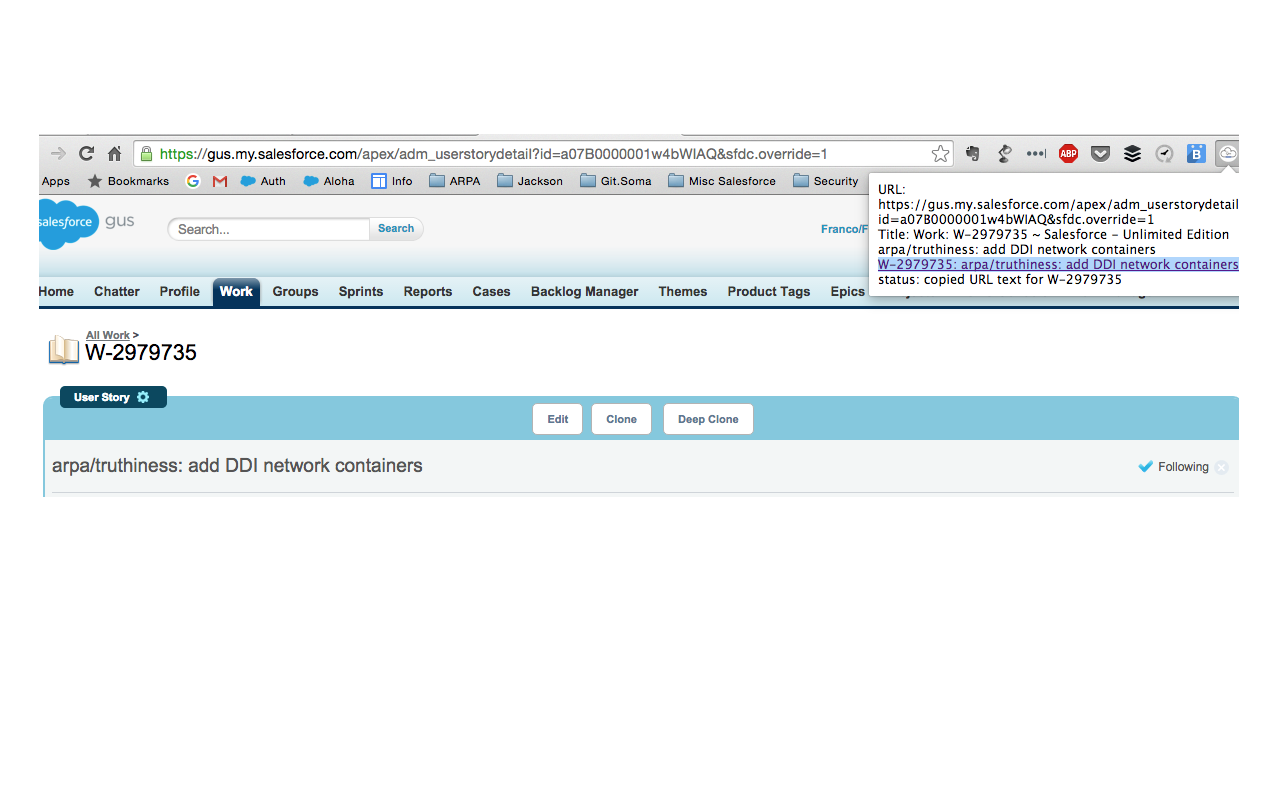 https://gus.my.salesforce.com/apex/adm_userstorydetail?id=a07B0000001w4bWIAQ&sfdc.override=1
ABP
B
Apps Bookmarks G M Auth Aloha Info ARPA Jackson Git.Soma Misc Salesforce Security
URL:
https://gus.my.salesforce.com/apex/adm_userstorydetail
id=a07B0000001w4bWIAQ&sfdc.override=1
Title: Work: W-2979735 ~ Salesforce - Unlimited Edition
arpa/truthiness: add DDI network containers
W-2979735: arpa/truthiness: add DDI network containers
status: copied URL text for W-2979735
salesforce gus
Search... Search
Franco/F
Home Chatter Profile Work Groups Sprints Reports Cases Backlog Manager Themes Product Tags Epics
All Work >
W-2979735
User Story
Edit Clone Deep Clone
arpa/truthiness: add DDI network containers
Following